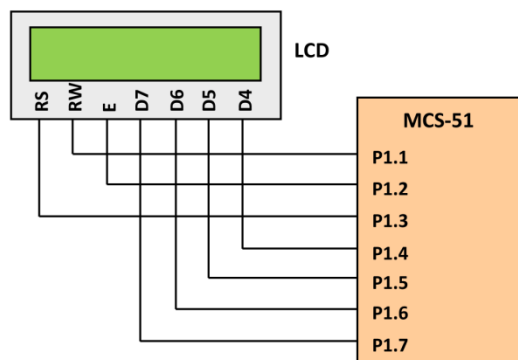 LCD
RS RW E D7 D6 D5 D4
MCS-51
P1.1
P1.2
P1.3
P1.4
P1.5
P1.6
P1.7